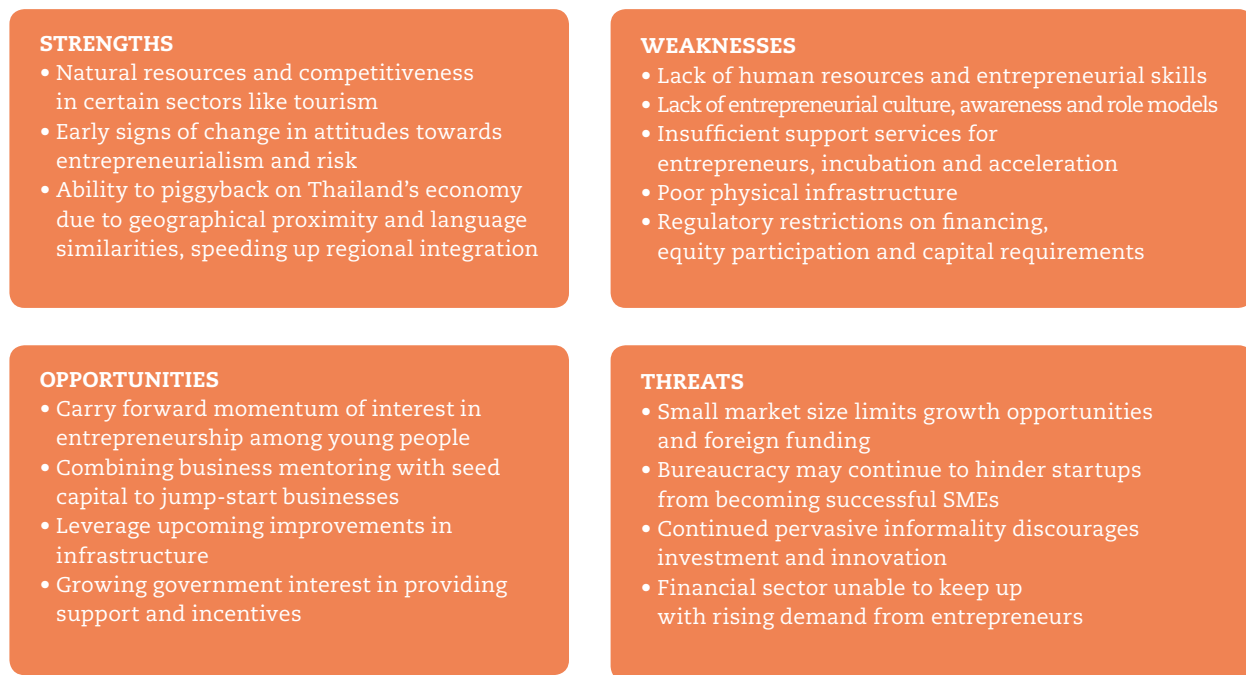 STRENGTHS
• Natural resources and competitiveness
in certain sectors like tourism
• Early signs of change in attitudes towards
entrepreneurialism and risk
• Ability to piggyback on Thailand’s economy
due to geographical proximity and language
similarities, speeding up regional integration
WEAKNESSES
• Lack of human resources and entrepreneurial skills
• Lack of entrepreneurial culture, awareness and role models
• Insufficient support services for
entrepreneurs, incubation and acceleration
• Poor physical infrastructure
• Regulatory restrictions on financing,
equity participation and capital requirements
OPPORTUNITIES
• Carry forward momentum of interest in
entrepreneurship among young people
• Combining business mentoring with seed
capital to jump-start businesses
• Leverage upcoming improvements in
infrastructure
• Growing government interest in providing
support and incentives
THREATS
• Small market size limits growth opportunities
and foreign funding
• Bureaucracy may continue to hinder startups
from becoming successful SMEs
• Continued pervasive informality discourages
investment and innovation
• Financial sector unable to keep up
with rising demand from entrepreneurs